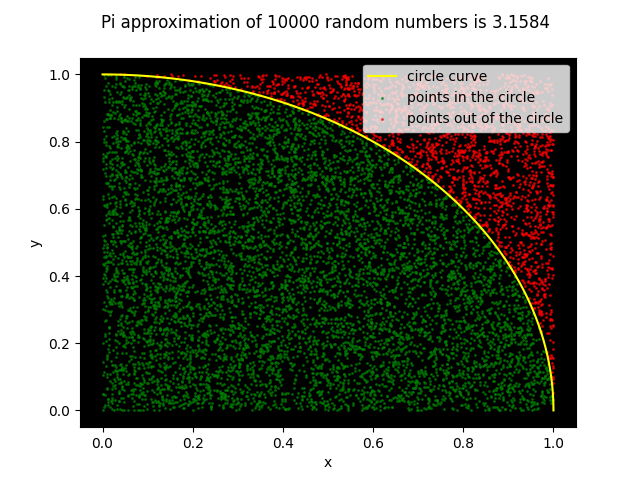 Pi approximation of 10000 random numbers is 3.1584
circle curve
points in the circle
points out of the circle
1.0
0.8
0.6
0.4
0.2
0.0
y
0.0 0.2 0.4 0.6 0.8 1.0
x